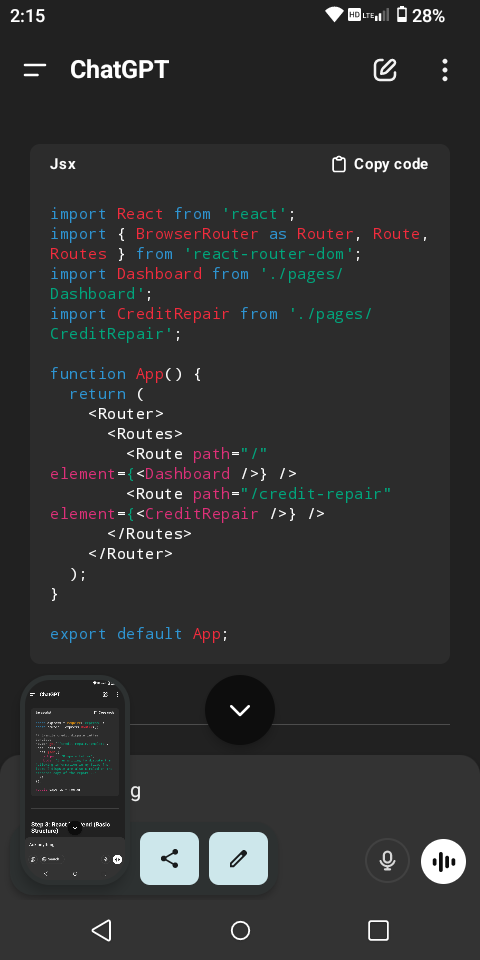 2:15
HD LTE 28%
ChatGPT
Jsx
Copy code
import React from 'react';
import { BrowserRouter as Router, Route,
Routes } from 'react-router-dom';
import Dashboard from './pages/
Dashboard';
import CreditRepair from './pages/
CreditRepair';
function App() {
return (
<Router>
<Routes>
<Route path="/"
element={<Dashboard />} />
<Route path="/credit-repair"
element={<CreditRepair />} />
</Routes>
</Router>
);
}
export default App;
g
ChatGPT
Step 3: React
(Basic
Structure)